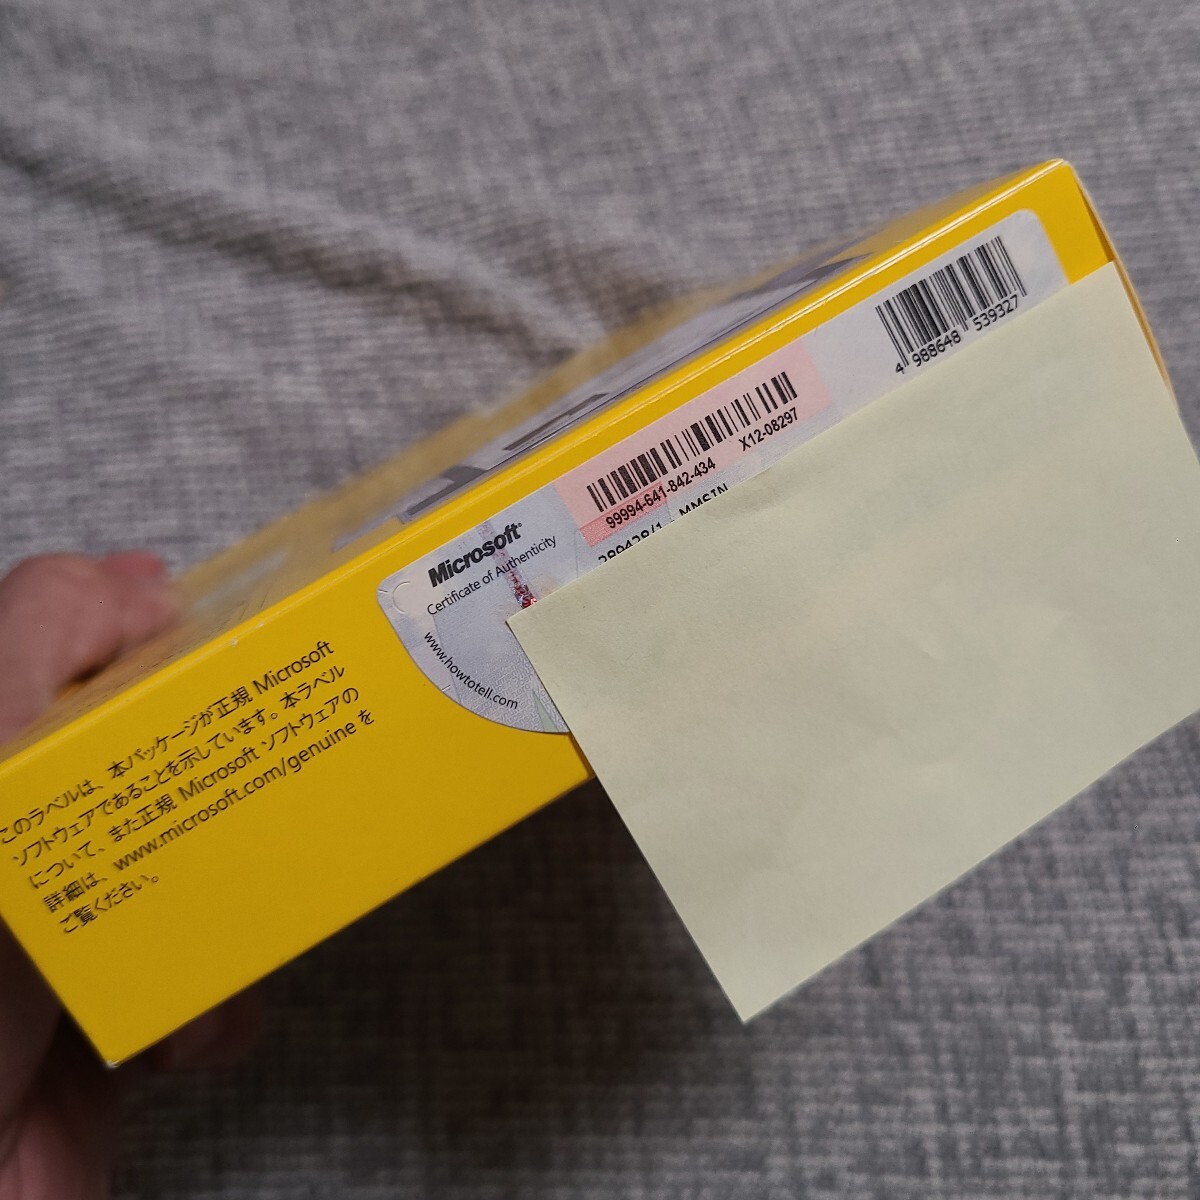 このラベルは、本パッケージが正規 Microsoft
ソフトウェアであることを示しています。本ラベル
について、また正規 Microsoft ソフトウェアの
詳細は、www.microsoft.com/genuine を
ご覧ください。
Microsoft
Certificate of Authenticity
www.howtotell.com
99994-641-842-434
X12-08297
4 988648 539327